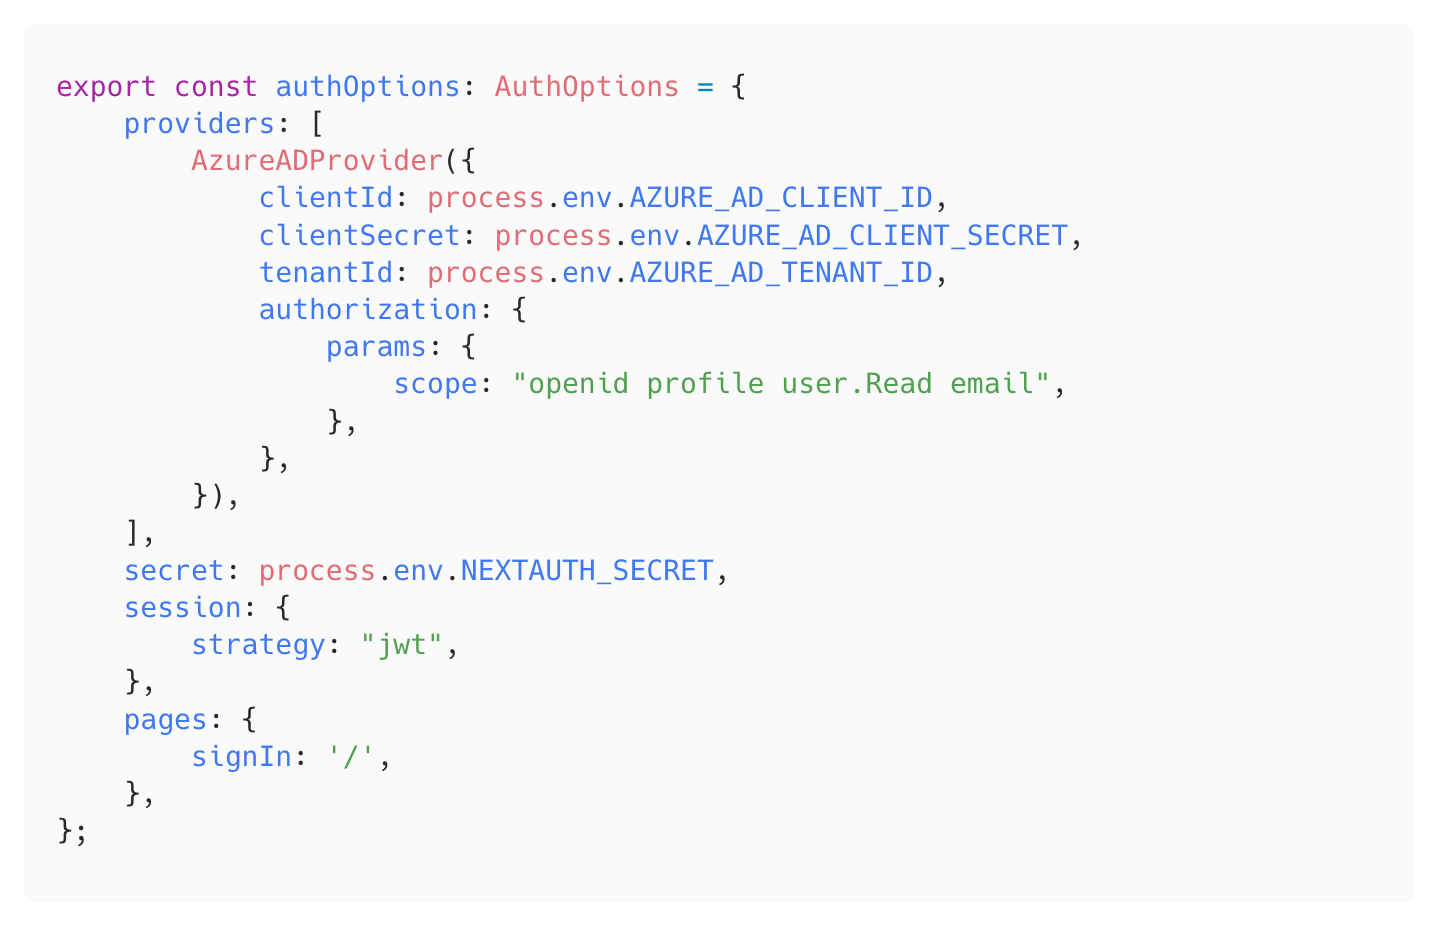 export const authOptions: AuthOptions = {
    providers: [
        AzureADProvider({
            clientId: process.env.AZURE_AD_CLIENT_ID,
            clientSecret: process.env.AZURE_AD_CLIENT_SECRET,
            tenantId: process.env.AZURE_AD_TENANT_ID,
            authorization: {
                params: {
                    scope: "openid profile user.Read email",
                },
            },
        }),
    ],
    secret: process.env.NEXTAUTH_SECRET,
    session: {
        strategy: "jwt",
    },
    pages: {
        signIn: '/',
    },
};